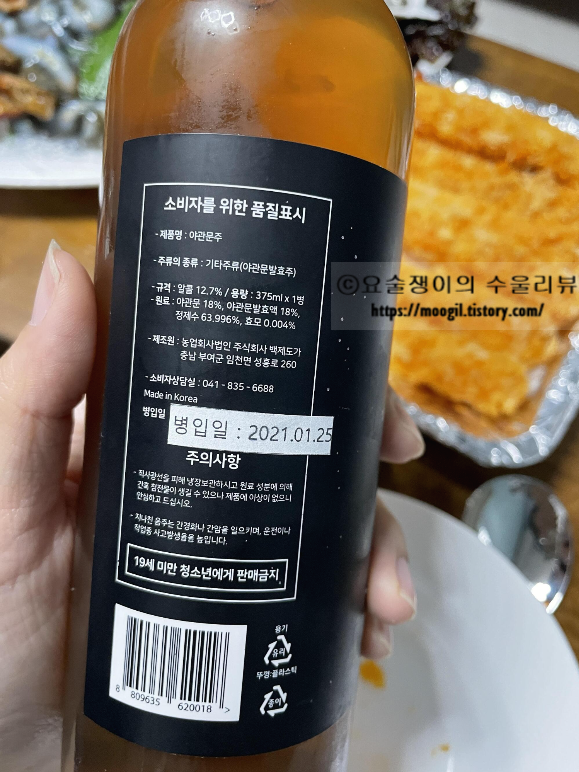 소비자를 위한 품질표시
- 제품명 : 야관문주
- 주류의 종류 : 기타주류(야관문발효주)
- 규격 : 알콜 12.7% / 용량 : 375ml x 1병
- 원료 : 야관문 18%, 야관문발효액 18%,
정제수 63.996%, 효모 0.004%
- 제조원 : 농업회사법인 주식회사 백제도가
충남 부여군 임천면 성흥로 260
- 소비자상담실 : 041 - 835 - 6688
Made in Korea
병입일
병입일 : 2021.01.25
주의사항
- 직사광선을 피해 냉장보관하시고 원료 성분에 의해
간혹 침전물이 생길 수 있으나 제품에 이상이 없으니
안심하고 드십시오.
- 지나친 음주는 간경화나 간암을 일으키며, 운전이나
작업중 사고발생율을 높입니다.
19세 미만 청소년에게 판매금지
8 809635 620018 >
용기
유리
뚜껑:플라스틱
종이
©요술쟁이의 수울리뷰
https://moogil.tistory.com/